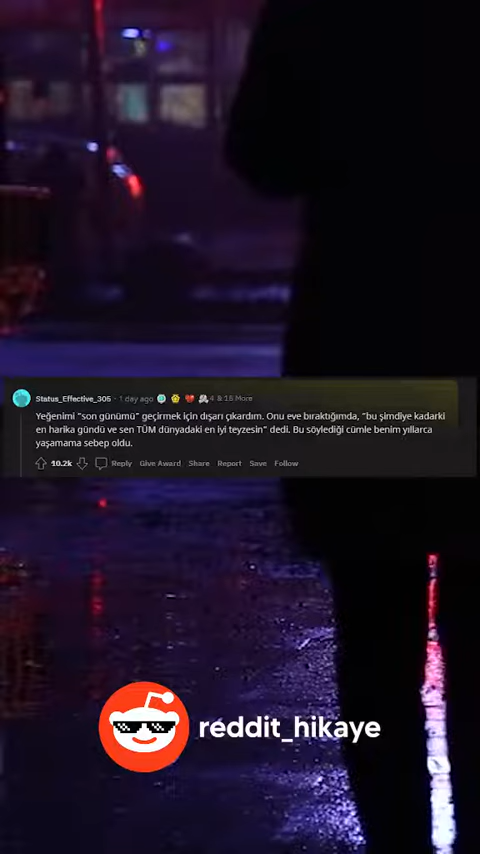 Status_Effective_305 · 1 day ago 4 & 18 More
Yeğenimi "son günümü" geçirmek için dışarı çıkardım. Onu eve bıraktığımda, "bu şimdiye kadarki
en harika gündü ve sen TÜM dünyadaki en iyi teyzesin" dedi. Bu söylediği cümle benim yıllarca
yaşamama sebep oldu.
10.2k Reply Give Award Share Report Save Follow
reddit_hikaye